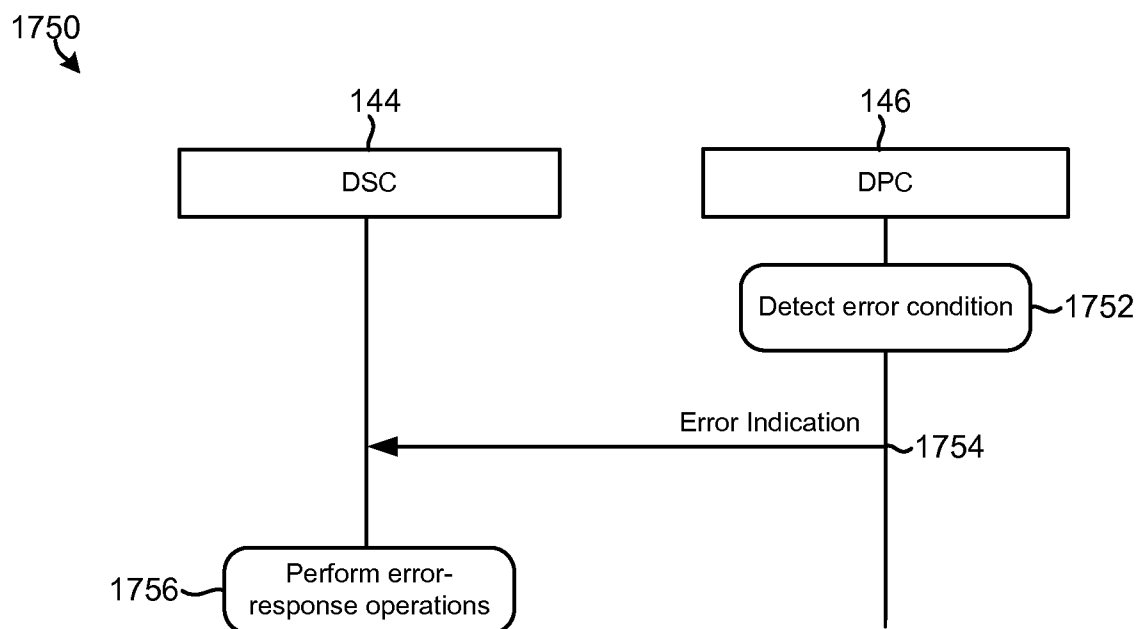 1750
144
146
DSC
DPC
Detect error condition
1752
Error Indication
1754
1756
Perform error-
response operations